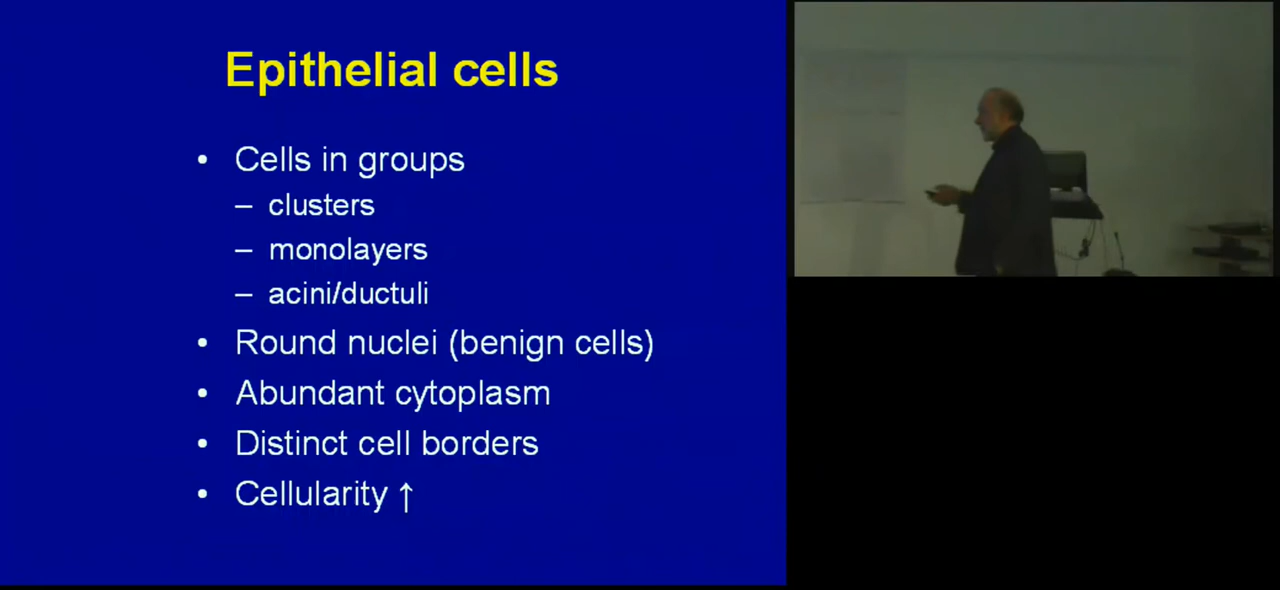 Epithelial cells
• Cells in groups
– clusters
– monolayers
– acini/ductuli
• Round nuclei (benign cells)
• Abundant cytoplasm
• Distinct cell borders
• Cellularity ↑